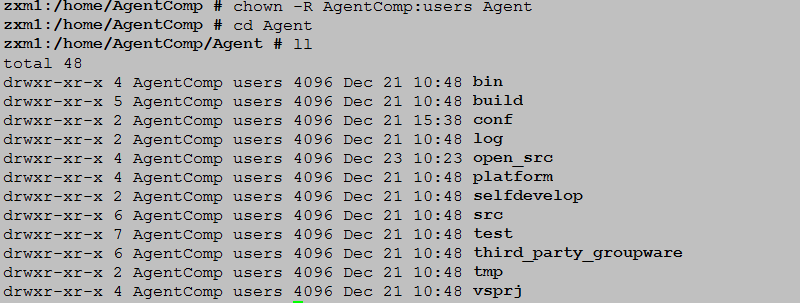 zxm1:/home/AgentComp # chown -R AgentComp:users Agent
zxm1:/home/AgentComp # cd Agent
zxm1:/home/AgentComp/Agent # ll
total 48
drwxr-xr-x 4 AgentComp users 4096 Dec 21 10:48 bin
drwxr-xr-x 5 AgentComp users 4096 Dec 21 10:48 build
drwxr-xr-x 2 AgentComp users 4096 Dec 21 15:38 conf
drwxr-xr-x 2 AgentComp users 4096 Dec 21 10:48 log
drwxr-xr-x 4 AgentComp users 4096 Dec 23 10:23 open_src
drwxr-xr-x 4 AgentComp users 4096 Dec 21 10:48 platform
drwxr-xr-x 2 AgentComp users 4096 Dec 21 10:48 selfdevelop
drwxr-xr-x 6 AgentComp users 4096 Dec 21 10:48 src
drwxr-xr-x 7 AgentComp users 4096 Dec 21 10:48 test
drwxr-xr-x 6 AgentComp users 4096 Dec 21 10:48 third_party_groupware
drwxr-xr-x 2 AgentComp users 4096 Dec 21 10:48 tmp
drwxr-xr-x 4 AgentComp users 4096 Dec 21 10:48 vsprj